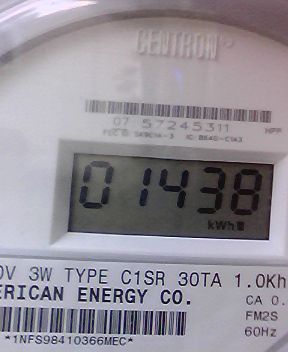 CENTRON
07 57245311
HPP
01438
kWh
0V 3W TYPE C1SR 30TA 1.0Kh
ERICAN ENERGY CO.
CA 0.
FM2S
60Hz
*1NFS98410366MEC*